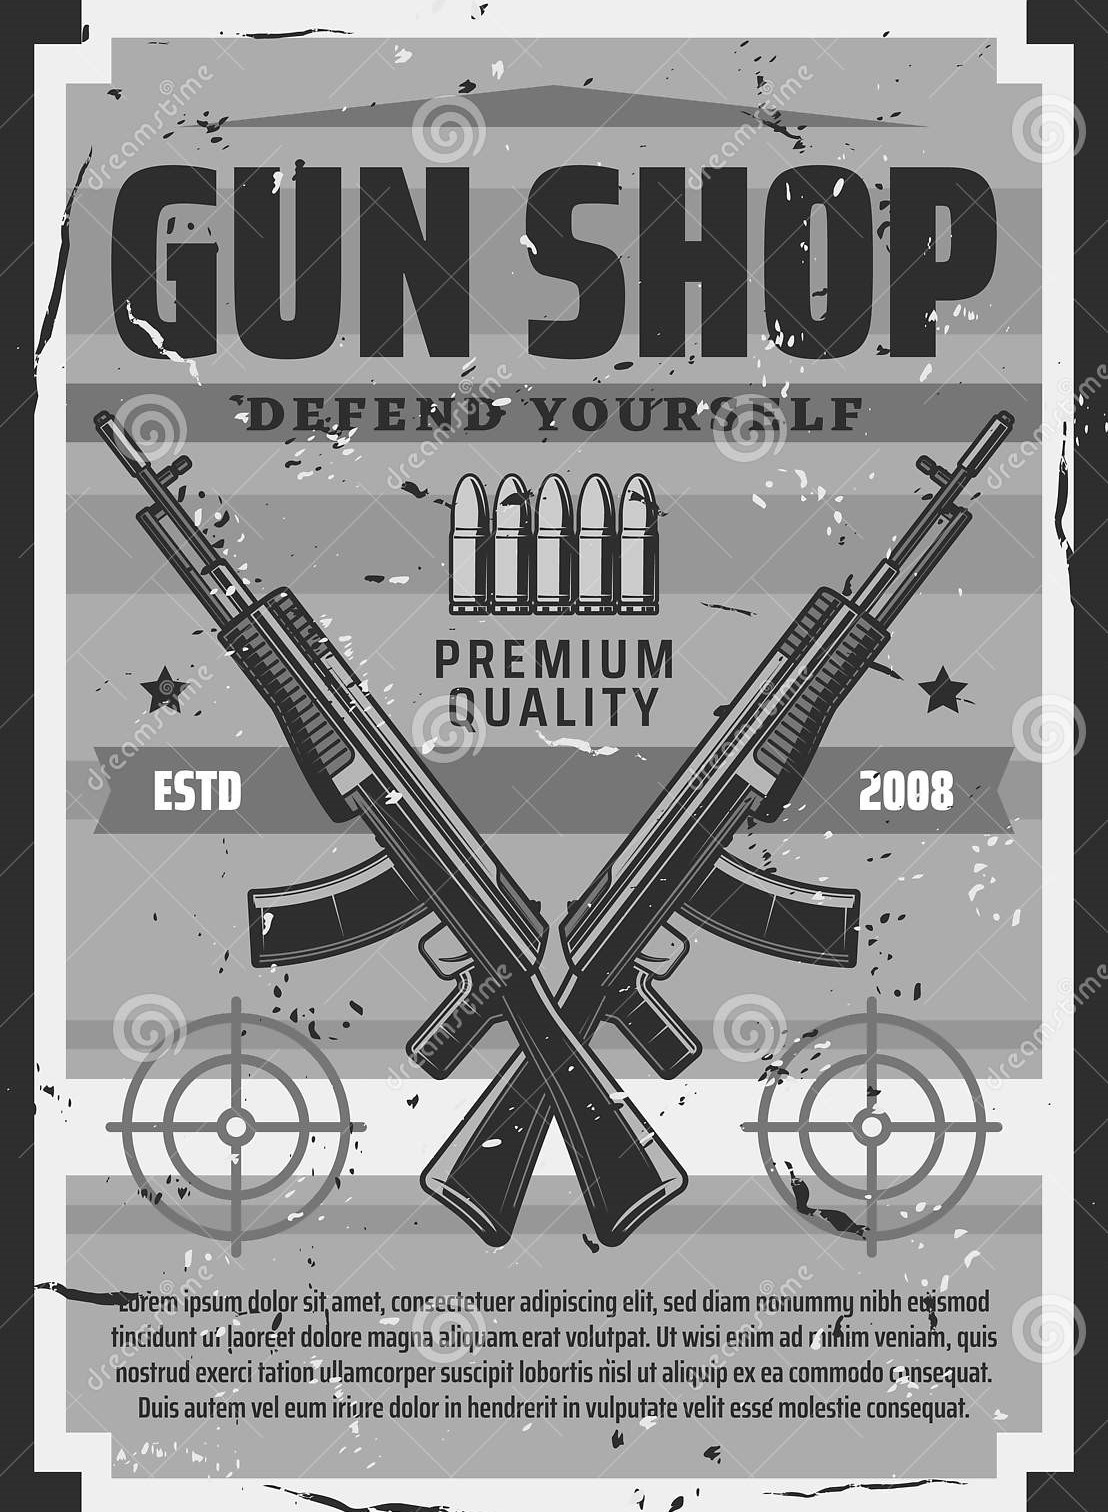 GUN SHOP
DEFEND YOURSELF
PREMIUM
QUALITY
ESTD 2008
Lorem ipsum dolor sit amet, consectetuer adipiscing elit, sed diam nonummy nibh euismod
tincidunt ut laoreet dolore magna aliquam erat volutpat. Ut wisi enim ad minim veniam, quis
nostrud exerci tation ullamcorper suscipit lobortis nisl ut aliquip ex ea commodo consequat.
Duis autem vel eum iriure dolor in hendrerit in vulputate velit esse molestie consequat.
dreamstime